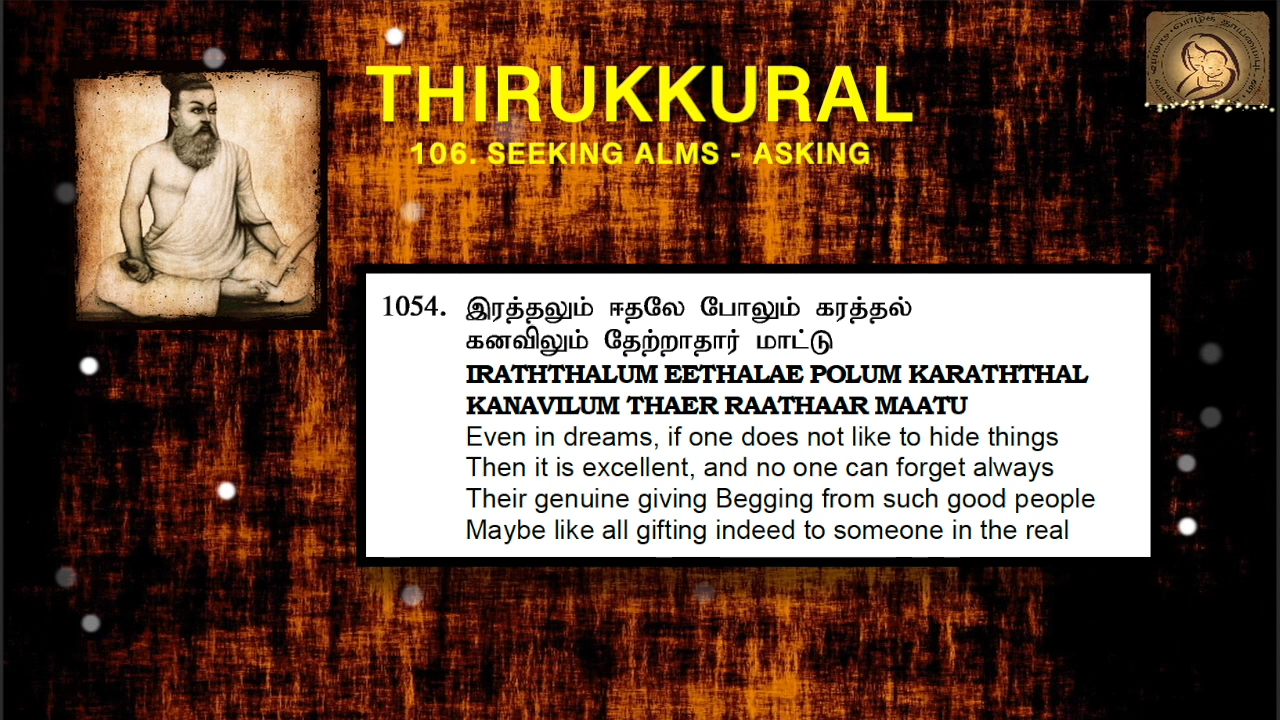 THIRUKKURAL
106. SEEKING ALMS - ASKING
1054. இரத்தலும் ஈதலே போலும் கரத்தல்
கனவிலும் தேற்றாதார் மாட்டு
IRATHTHALUM EETHALAE POLUM KARATHTHAL
KANAVILUM THAER RAATHAAR MAATU
Even in dreams, if one does not like to hide things
Then it is excellent, and no one can forget always
Their genuine giving Begging from such good people
Maybe like all gifting indeed to someone in the real